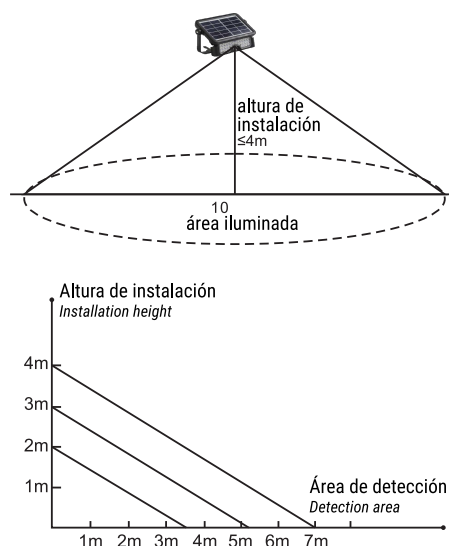 altura de
instalación
≤4m
10
área iluminada
Altura de instalación
Installation height
4m
3m
2m
1m
Área de detección
Detection area
1m 2m 3m 4m 5m 6m 7m